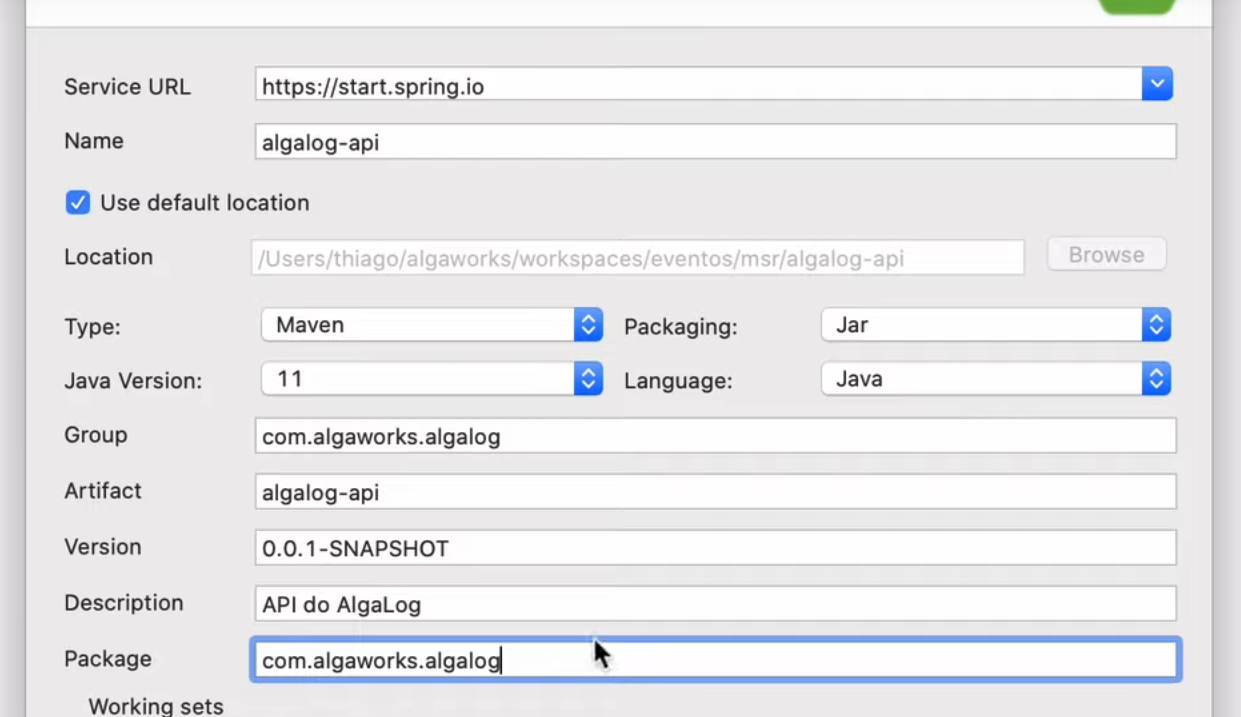 Service URL https://start.spring.io
Name algalog-api
Use default location
Location /Users/thiago/algaworks/workspaces/eventos/msr/algalog-api Browse
Type: Maven Packaging: Jar
Java Version: 11 Language: Java
Group com.algaworks.algalog
Artifact algalog-api
Version 0.0.1-SNAPSHOT
Description API do AlgaLog
Package com.algaworks.algalog
Working sets